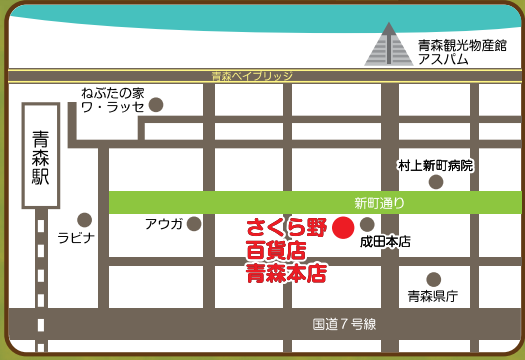 青森観光物産館
アスパム
青森ベイブリッジ
ねぶたの家
ワ・ラッセ
青森駅
村上新町病院
新町通り
アウガ
さくら野
百貨店
青森本店
成田本店
ラビナ
青森県庁
国道7号線